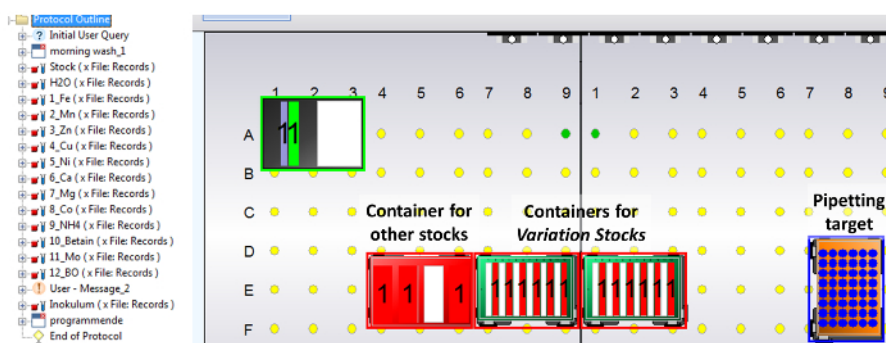 Protocol Outline
Initial User Query
morning wash_1
Stock ( x File: Records )
H2O ( x File: Records )
1_Fe ( x File: Records )
2_Mn ( x File: Records )
3_Zn ( x File: Records )
4_Cu ( x File: Records )
5_Ni ( x File: Records )
6_Ca ( x File: Records )
7_Mg ( x File: Records )
8_Co ( x File: Records )
9_NH4 ( x File: Records )
10_Betain ( x File: Records )
11_Mo ( x File: Records )
12_BO ( x File: Records )
User - Message_2
Inokulum ( x File: Records )
programmende
End of Protocol
1 2 3 4 5 6 7 8 9 1 2 3 4 5 6 7 8 9
A
11
B
C
Container for
other stocks
Containers for
Variation Stocks
Pipetting
target
D
E
1 1 1
111111
111111
F